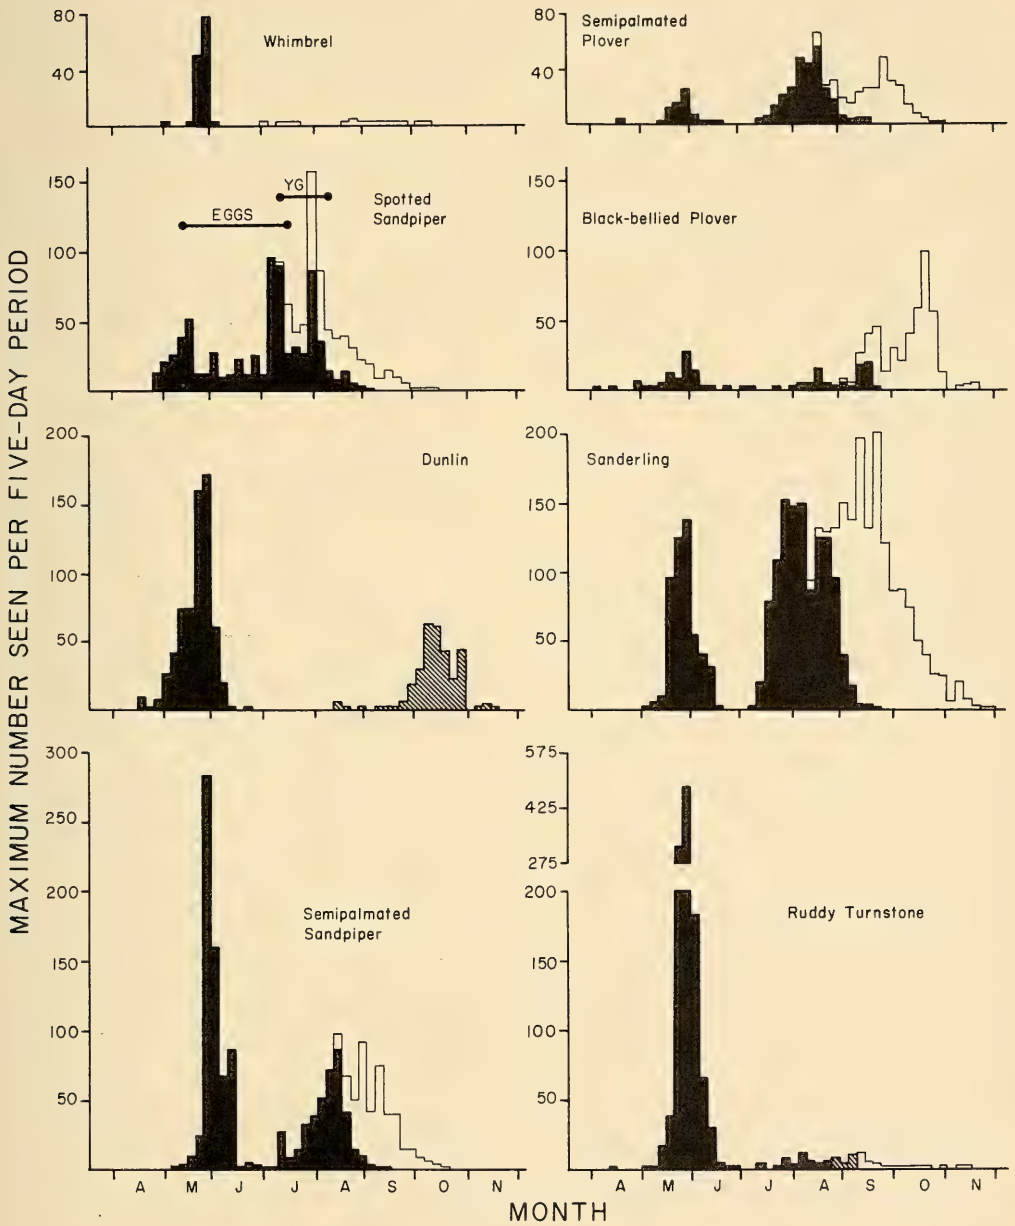 MAXIMUM NUMBER SEEN PER FIVE-DAY PERIOD
80
40
Whimbrel
80
40
Semipalmated
Plover
150
100
50
EGGS
YG
Spotted
Sandpiper
150
100
50
Black-bellied Plover
200
150
100
50
Dunlin
200
150
100
50
Sanderling
300
250
200
150
100
50
Semipalmated
Sandpiper
575
425
275
200
150
100
50
Ruddy Turnstone
A M J J A S O N
A M J J A S O N
MONTH